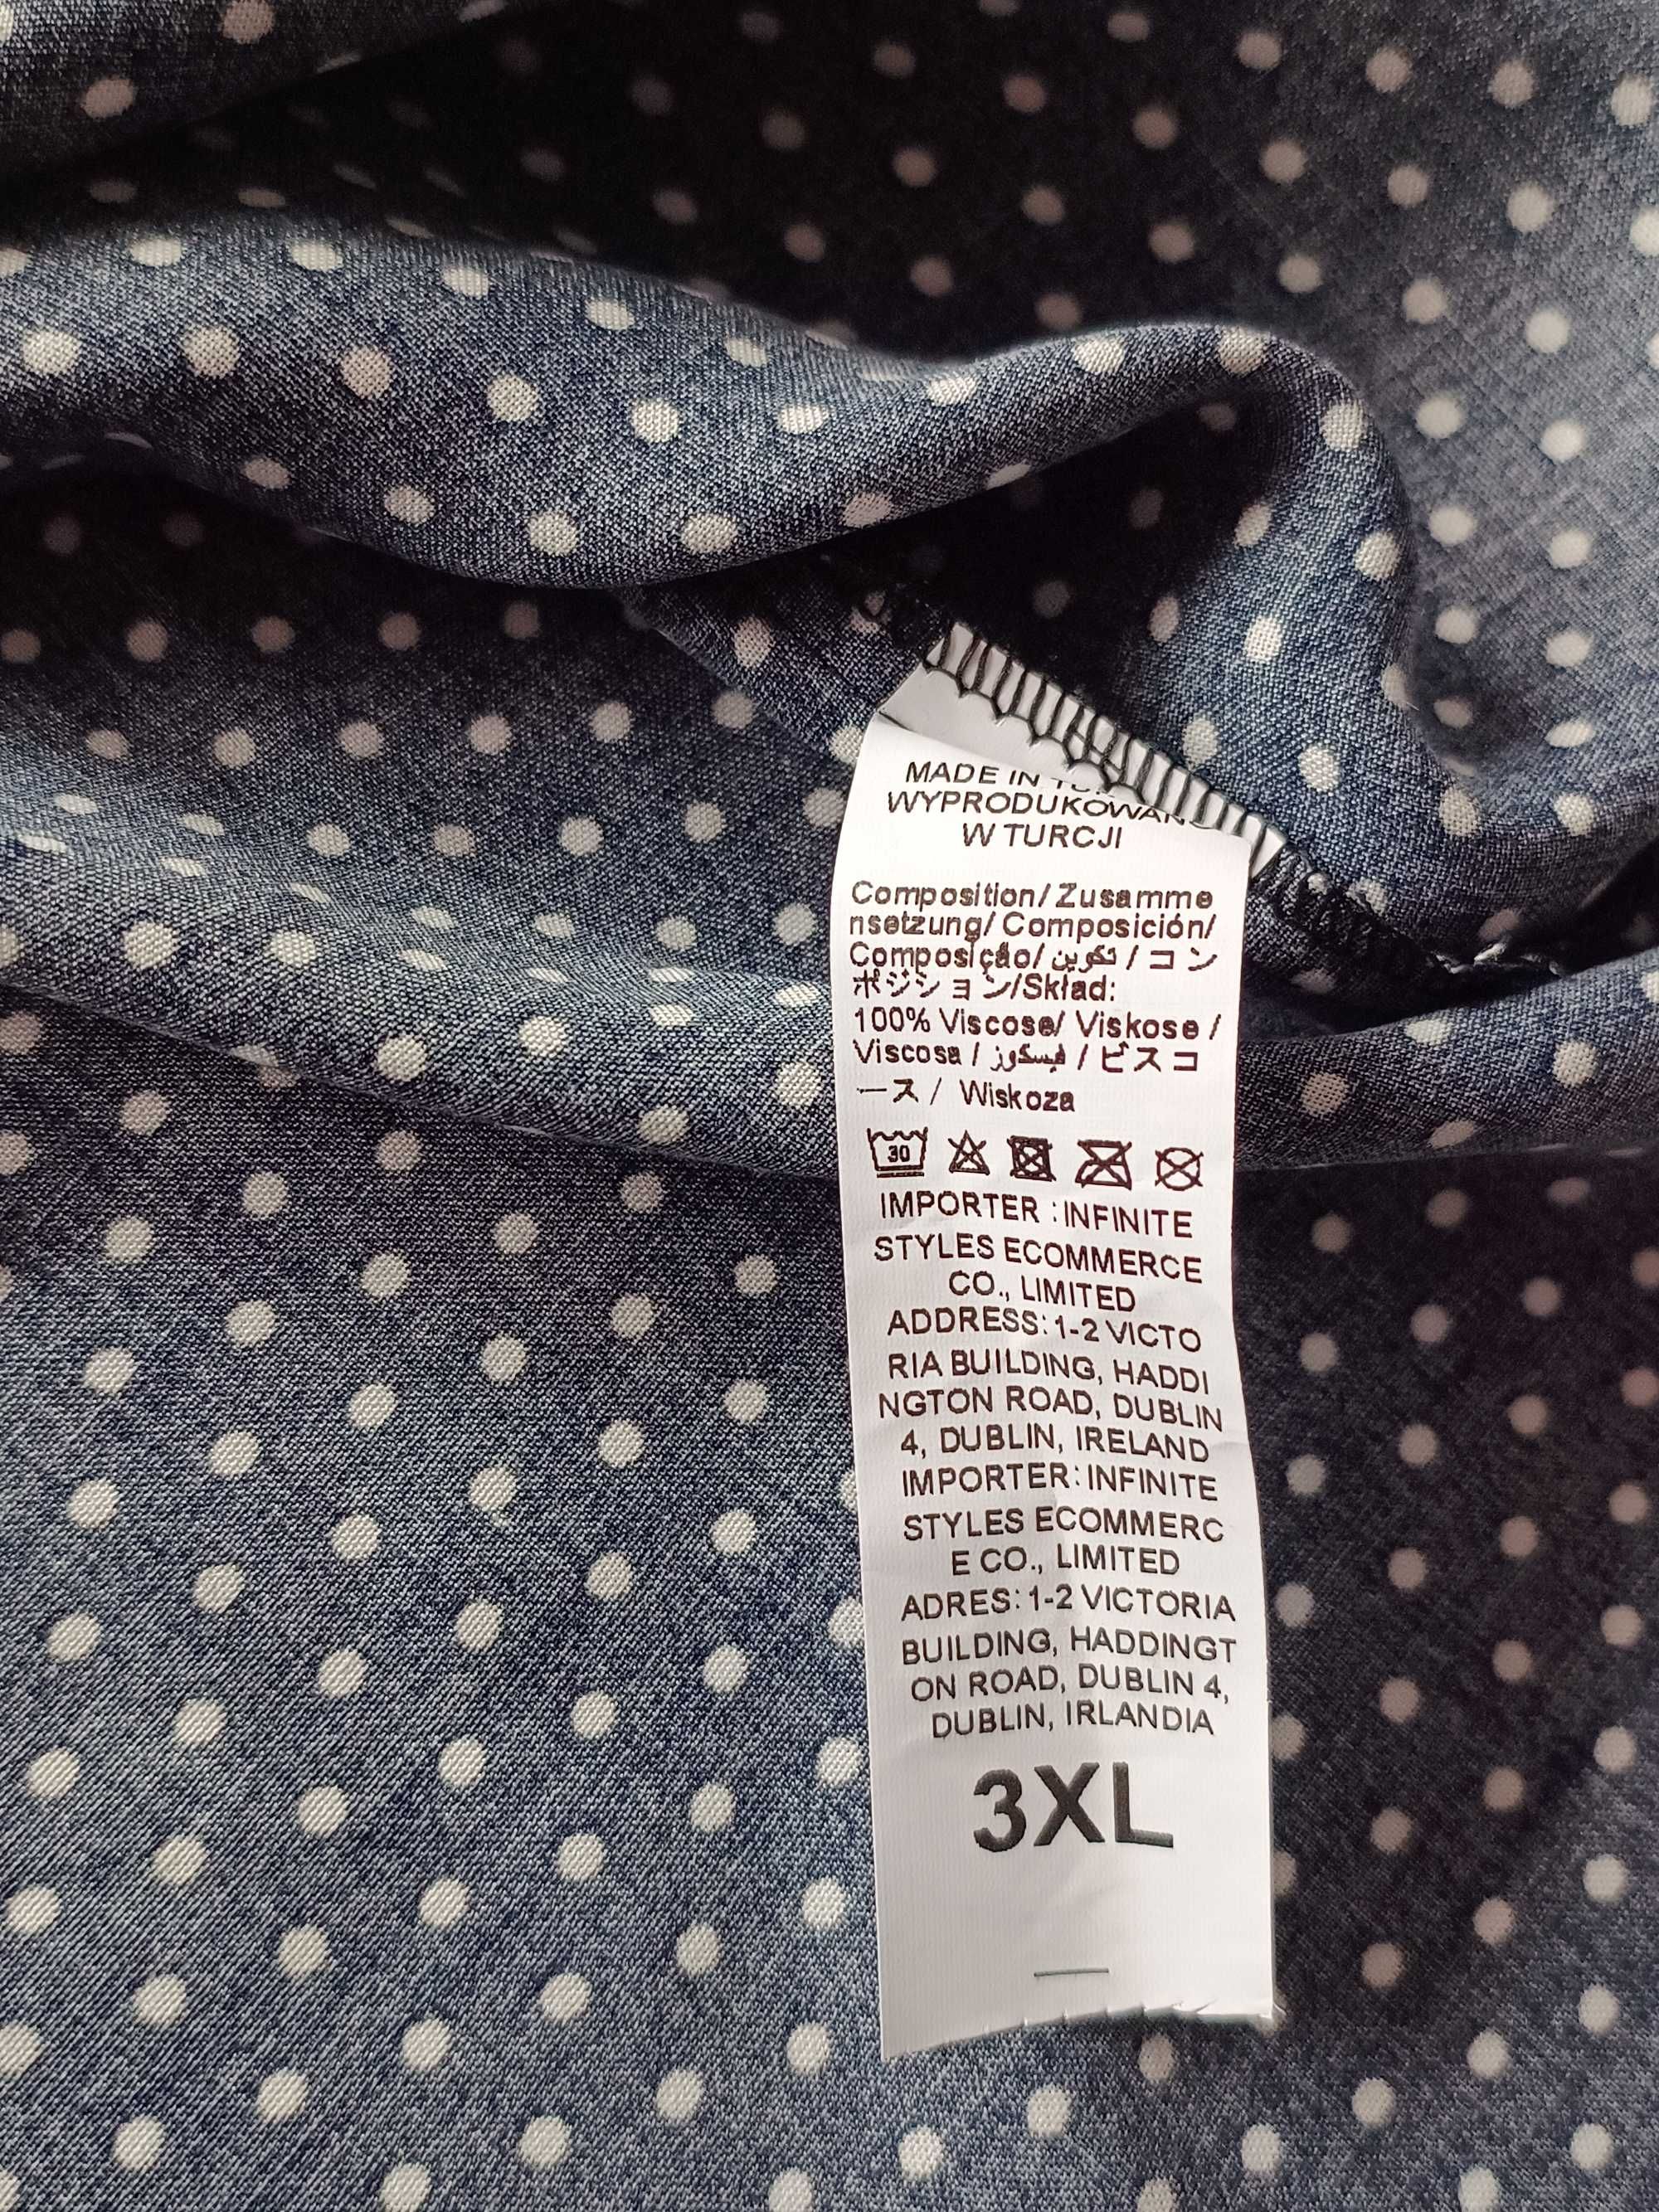 MADE IN
WYPRODUKOWANO
W TURCJI
Composition/ Zusamme
nsetzung/ Composición/
Composição/ تكوين / コン
ポジション/Skład:
100% Viscose/ Viskose /
Viscosa / فيسكوز / ビスコ
ース / Wiskoza
30
IMPORTER :INFINITE
STYLES ECOMMERCE
CO., LIMITED
ADDRESS:1-2 VICTO
RIA BUILDING, HADDI
NGTON ROAD, DUBLIN
4, DUBLIN, IRELAND
IMPORTER:INFINITE
STYLES ECOMMERC
E CO., LIMITED
ADRES:1-2 VICTORIA
BUILDING, HADDINGT
ON ROAD, DUBLIN 4,
DUBLIN, IRLANDIA
3XL